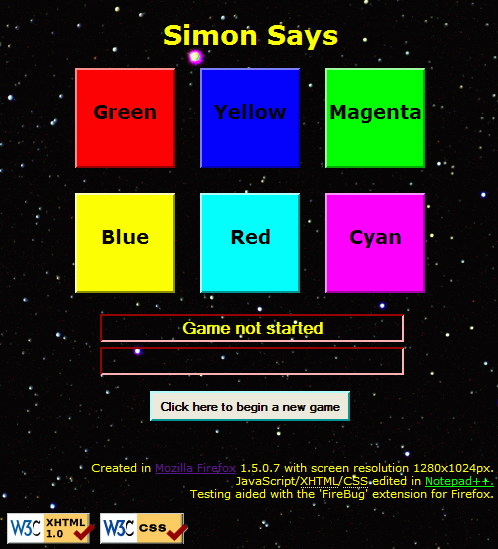 Simon Says
Green Yellow Magenta
Blue Red Cyan
Game not started
Click here to begin a new game
Created in Mozilla Firefox 1.5.0.7 with screen resolution 1280x1024px.
JavaScript/XHTML/CSS edited in Notepad++.
Testing aided with the 'FireBug' extension for Firefox.
W3C XHTML 1.0 W3C css